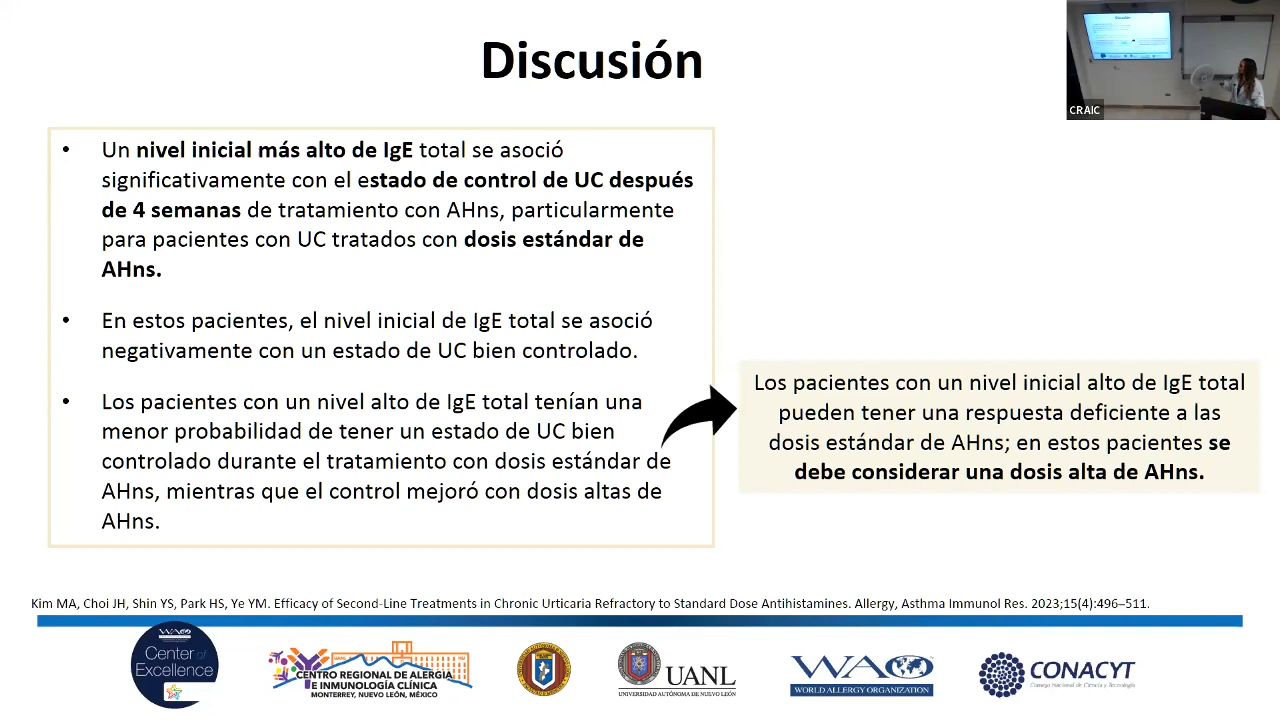 Discusión
CRAIC
• Un nivel inicial más alto de IgE total se asoció
significativamente con el estado de control de UC después
de 4 semanas de tratamiento con AHns, particularmente
para pacientes con UC tratados con dosis estándar de
AHns.
• En estos pacientes, el nivel inicial de IgE total se asoció
negativamente con un estado de UC bien controlado.
• Los pacientes con un nivel alto de IgE total tenían una
menor probabilidad de tener un estado de UC bien
controlado durante el tratamiento con dosis estándar de
AHns, mientras que el control mejoró con dosis altas de
AHns.
Los pacientes con un nivel inicial alto de IgE total
pueden tener una respuesta deficiente a las
dosis estándar de AHns; en estos pacientes se
debe considerar una dosis alta de AHns.
Kim MA, Choi JH, Shin YS, Park HS, Ye YM. Efficacy of Second-Line Treatments in Chronic Urticaria Refractory to Standard Dose Antihistamines. Allergy, Asthma Immunol Res. 2023;15(4):496–511.
WAO
Center of
Excellence
UANL
CENTRO REGIONAL DE ALERGIA
E INMUNOLOGÍA CLÍNICA
MONTERREY, NUEVO LEÓN, MÉXICO
UANL
UNIVERSIDAD AUTÓNOMA DE NUEVO LEÓN
WAO
WORLD ALLERGY ORGANIZATION
CONACYT
Consejo Nacional de Ciencia y Tecnología